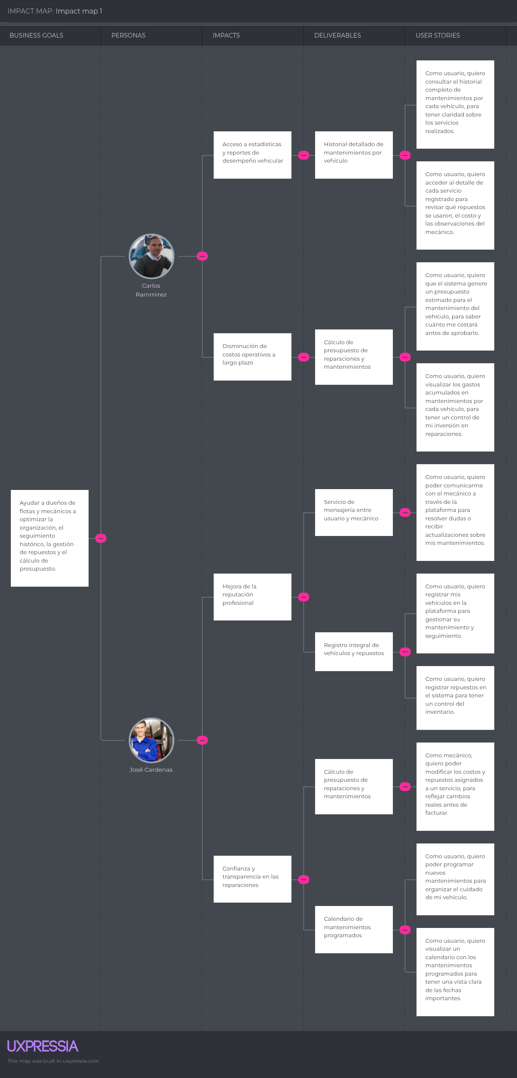 IMPACT MAP: Impact map 1
BUSINESS GOALS
PERSONAS
IMPACTS
DELIVERABLES
USER STORIES
Ayudar a dueños de
flotas y mecánicos a
optimizar la
organización, el
seguimiento
histórico, la gestión
de repuestos y el
cálculo de
presupuesto.
Carlos
Rammirez
Acceso a estadísticas
y reportes de
desempeño vehicular
Historial detallado de
mantenimientos por
vehículo
Como usuario, quiero
consultar el historial
completo de
mantenimientos por
cada vehículo, para
tener claridad sobre
los servicios
realizados.
Como usuario, quiero
acceder al detalle de
cada servicio
registrado para
revisar qué repuestos
se usaron, el costo y
las observaciones del
mecánico.
Disminución de
costos operativos a
largo plazo
Cálculo de
presupuesto de
reparaciones y
mantenimientos
Como usuario, quiero
que el sistema genere
un presupuesto
estimado para el
mantenimiento del
vehículo, para saber
cuánto me costará
antes de aprobarlo.
Como usuario, quiero
visualizar los gastos
acumulados en
mantenimientos por
cada vehículo, para
tener un control de
mi inversión en
reparaciones.
José Cardenas
Mejora de la
reputación
profesional
Servicio de
mensajería entre
usuario y mecánico
Como usuario, quiero
poder comunicarme
con el mecánico a
través de la
plataforma para
resolver dudas o
recibir
actualizaciones sobre
mis mantenimientos.
Registro integral de
vehículos y repuestos
Como usuario, quiero
registrar mis
vehículos en la
plataforma para
gestionar su
mantenimiento y
seguimiento.
Como usuario, quiero
registrar repuestos en
el sistema para tener
un control del
inventario.
Confianza y
transparencia en las
reparaciones
Cálculo de
presupuesto de
reparaciones y
mantenimientos
Como mecánico,
quiero poder
modificar los costos y
repuestos asignados
a un servicio, para
reflejar cambios
reales antes de
facturar.
Calendario de
mantenimientos
programados
Como usuario, quiero
poder programar
nuevos
mantenimientos para
organizar el cuidado
de mi vehículo.
Como usuario, quiero
visualizar un
calendario con los
mantenimientos
programados para
tener una vista clara
de las fechas
importantes.
UXPRESSIA
This map was built in uxpressia.com